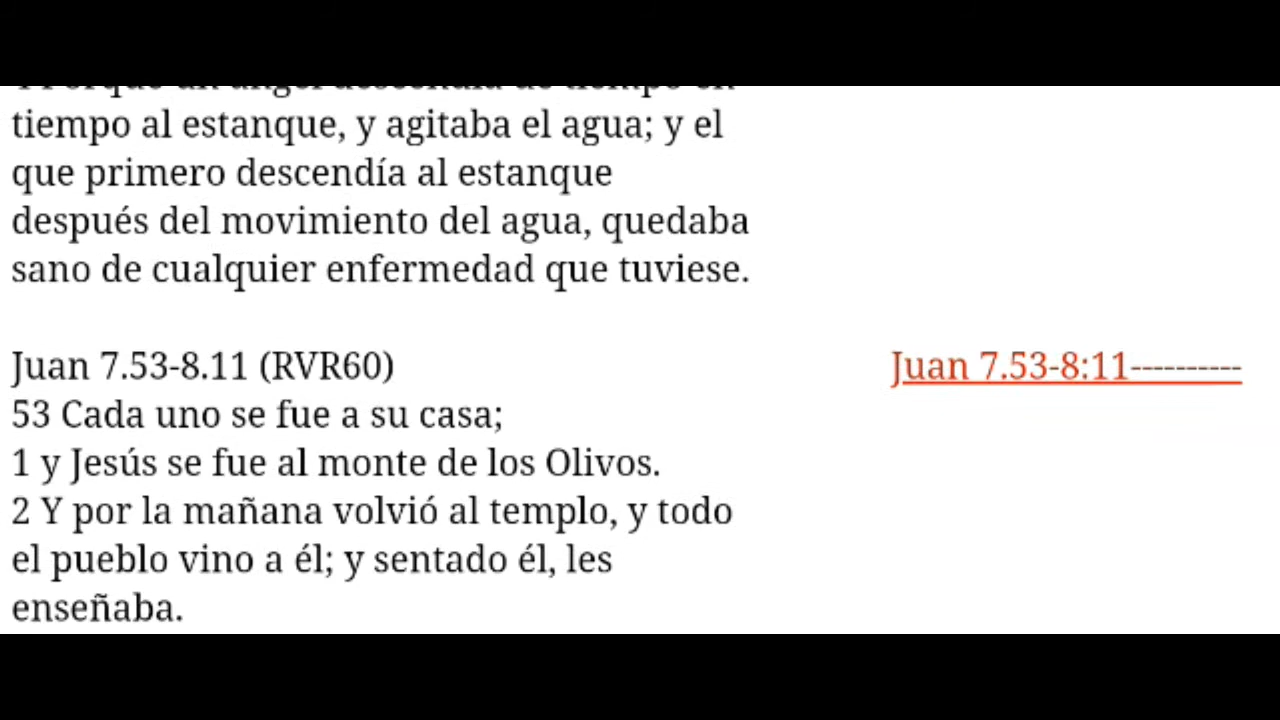 tiempo al estanque, y agitaba el agua; y el
que primero descendía al estanque
después del movimiento del agua, quedaba
sano de cualquier enfermedad que tuviese.
Juan 7.53-8.11 (RVR60)
Juan 7.53-8:11----------
53 Cada uno se fue a su casa;
1 y Jesús se fue al monte de los Olivos.
2 Y por la mañana volvió al templo, y todo
el pueblo vino a él; y sentado él, les
enseñaba.